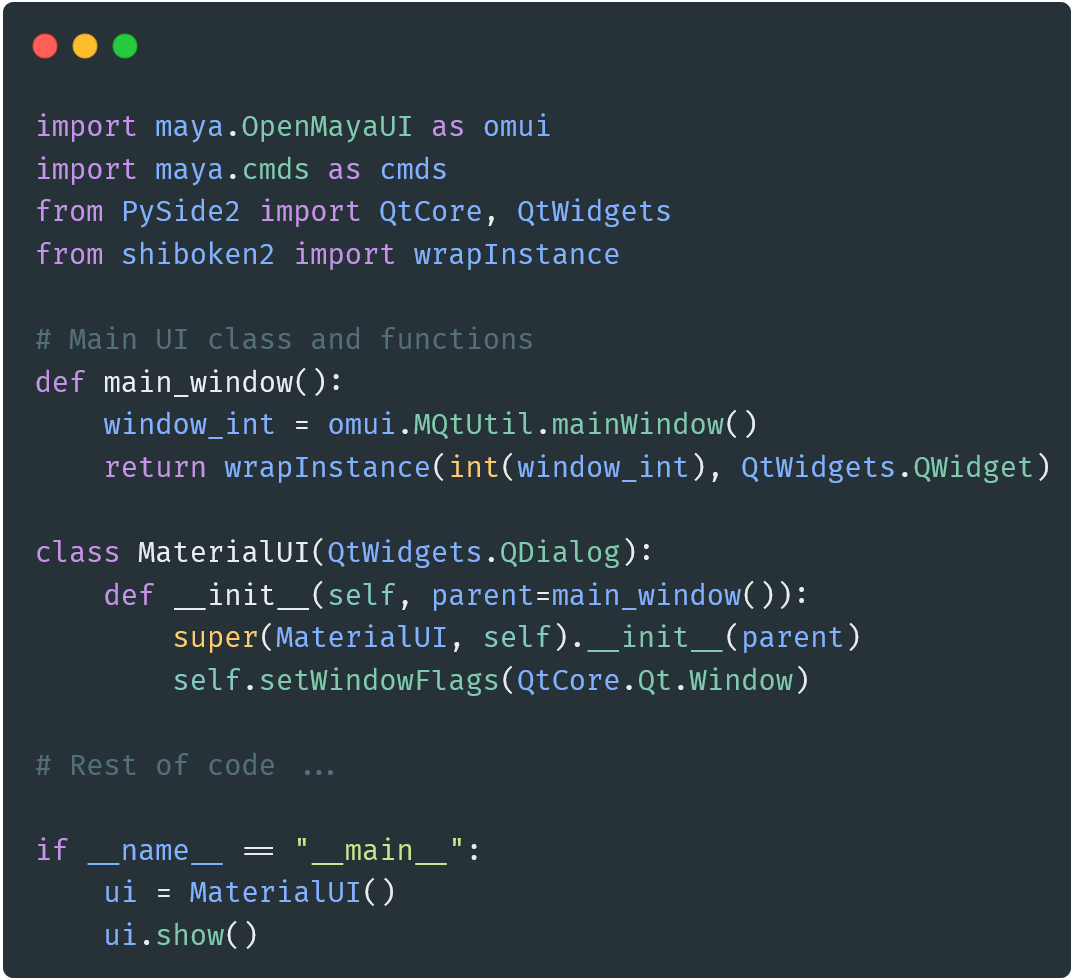 import maya.OpenMayaUI as omui
import maya.cmds as cmds
from PySide2 import QtCore, QtWidgets
from shiboken2 import wrapInstance

# Main UI class and functions
def main_window():
    window_int = omui.MQtUtil.mainWindow()
    return wrapInstance(int(window_int), QtWidgets.QWidget)

class MaterialUI(QtWidgets.QDialog):
    def __init__(self, parent=main_window()):
        super(MaterialUI, self).__init__(parent)
        self.setWindowFlags(QtCore.Qt.Window)

# Rest of code ...

if __name__ == "__main__":
    ui = MaterialUI()
    ui.show()